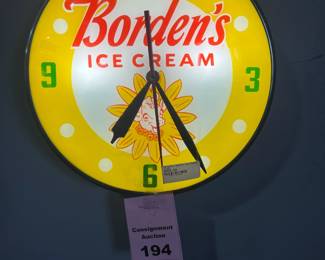 Borden's
ICE CREAM
9
3
6
Consignment
Auction
194